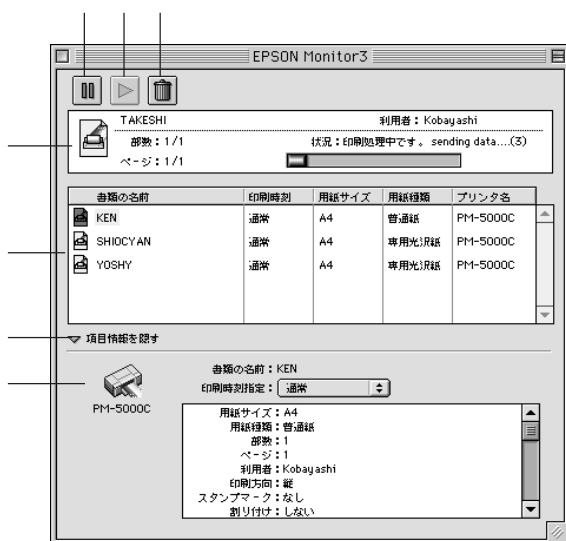 EPSON Monitor3
TAKESHI
利用者：Kobayashi
部数：1/1
状況：印刷処理中です。 sending data....(3)
ページ：1/1
書類の名前 印刷時刻 用紙サイズ 用紙種類 プリンタ名
KEN 通常 A4 普通紙 PM-5000C
SHIOCYAN 通常 A4 専用光沢紙 PM-5000C
YOSHY 通常 A4 専用光沢紙 PM-5000C
項目情報を隠す
PM-5000C
書類の名前：KEN
印刷時刻指定： 通常
用紙サイズ：A4
用紙種類：普通紙
部数：1
ページ：1
利用者：Kobayashi
印刷方向：縦
スタンプマーク：なし
割り付け：しない